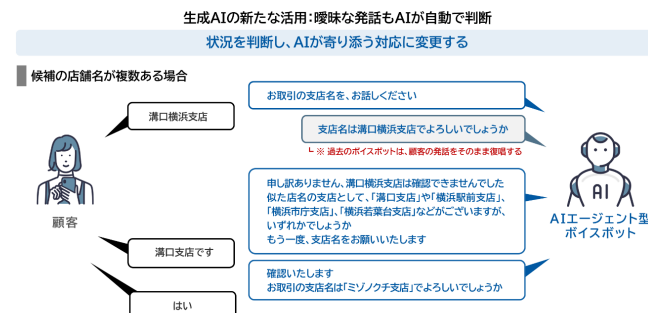 生成AIの新たな活用：曖昧な発話もAIが自動で判断
状況を判断し、AIが寄り添う対応に変更する
候補の店舗名が複数ある場合
お取引の支店名を、お話しください
溝口横浜支店
支店名は溝口横浜支店でよろしいでしょうか
└ ※ 過去のボイスボットは、顧客の発話をそのまま復唱する
申し訳ありません、溝口横浜支店は確認できませんでした
似た店名の支店として、「溝口支店」や「横浜駅前支店」、
「横浜市庁支店」、「横浜若葉台支店」などがございますが、
いずれかでしょうか
もう一度、支店名をお願いいたします
顧客
AI
AIエージェント型
ボイスボット
溝口支店です
確認いたします
お取引の支店名は「ミゾノクチ支店」でよろしいでしょうか
はい